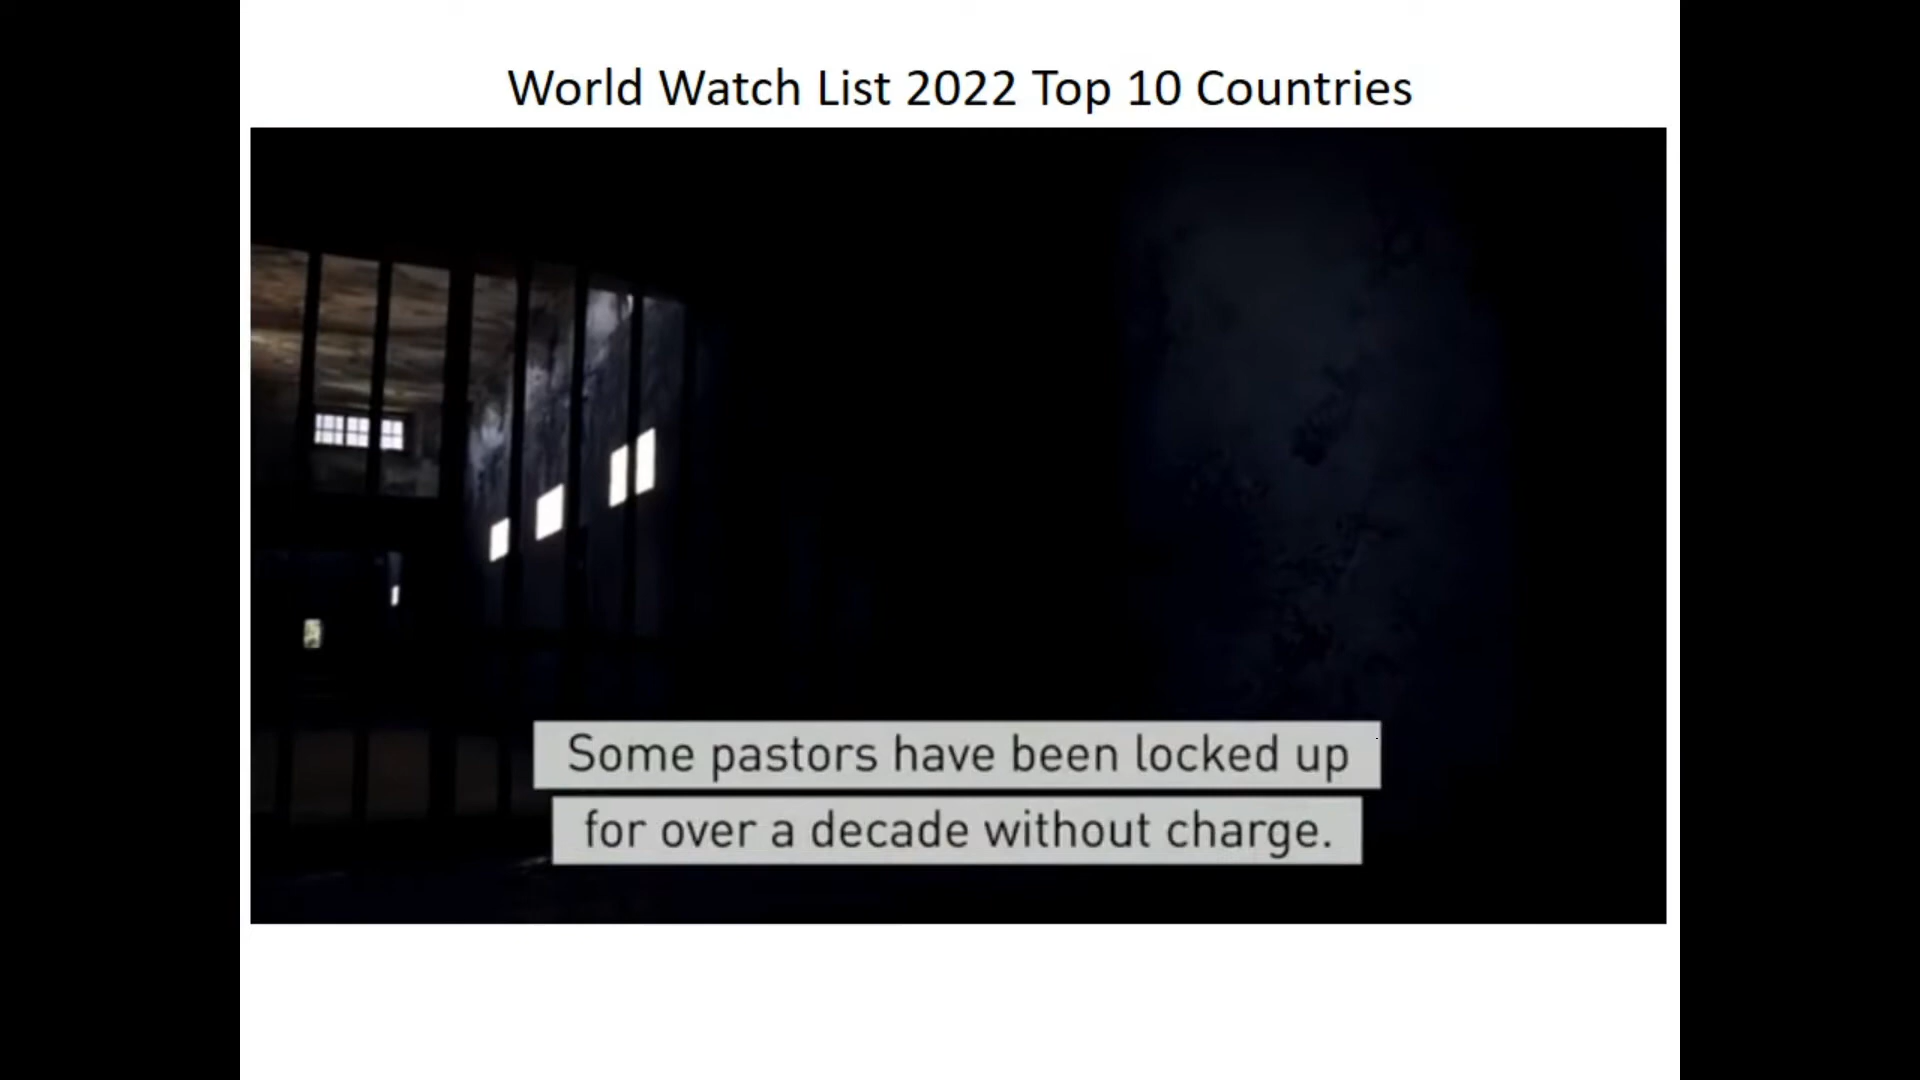 World Watch List 2022 Top 10 Countries
Some pastors have been locked up
for over a decade without charge.